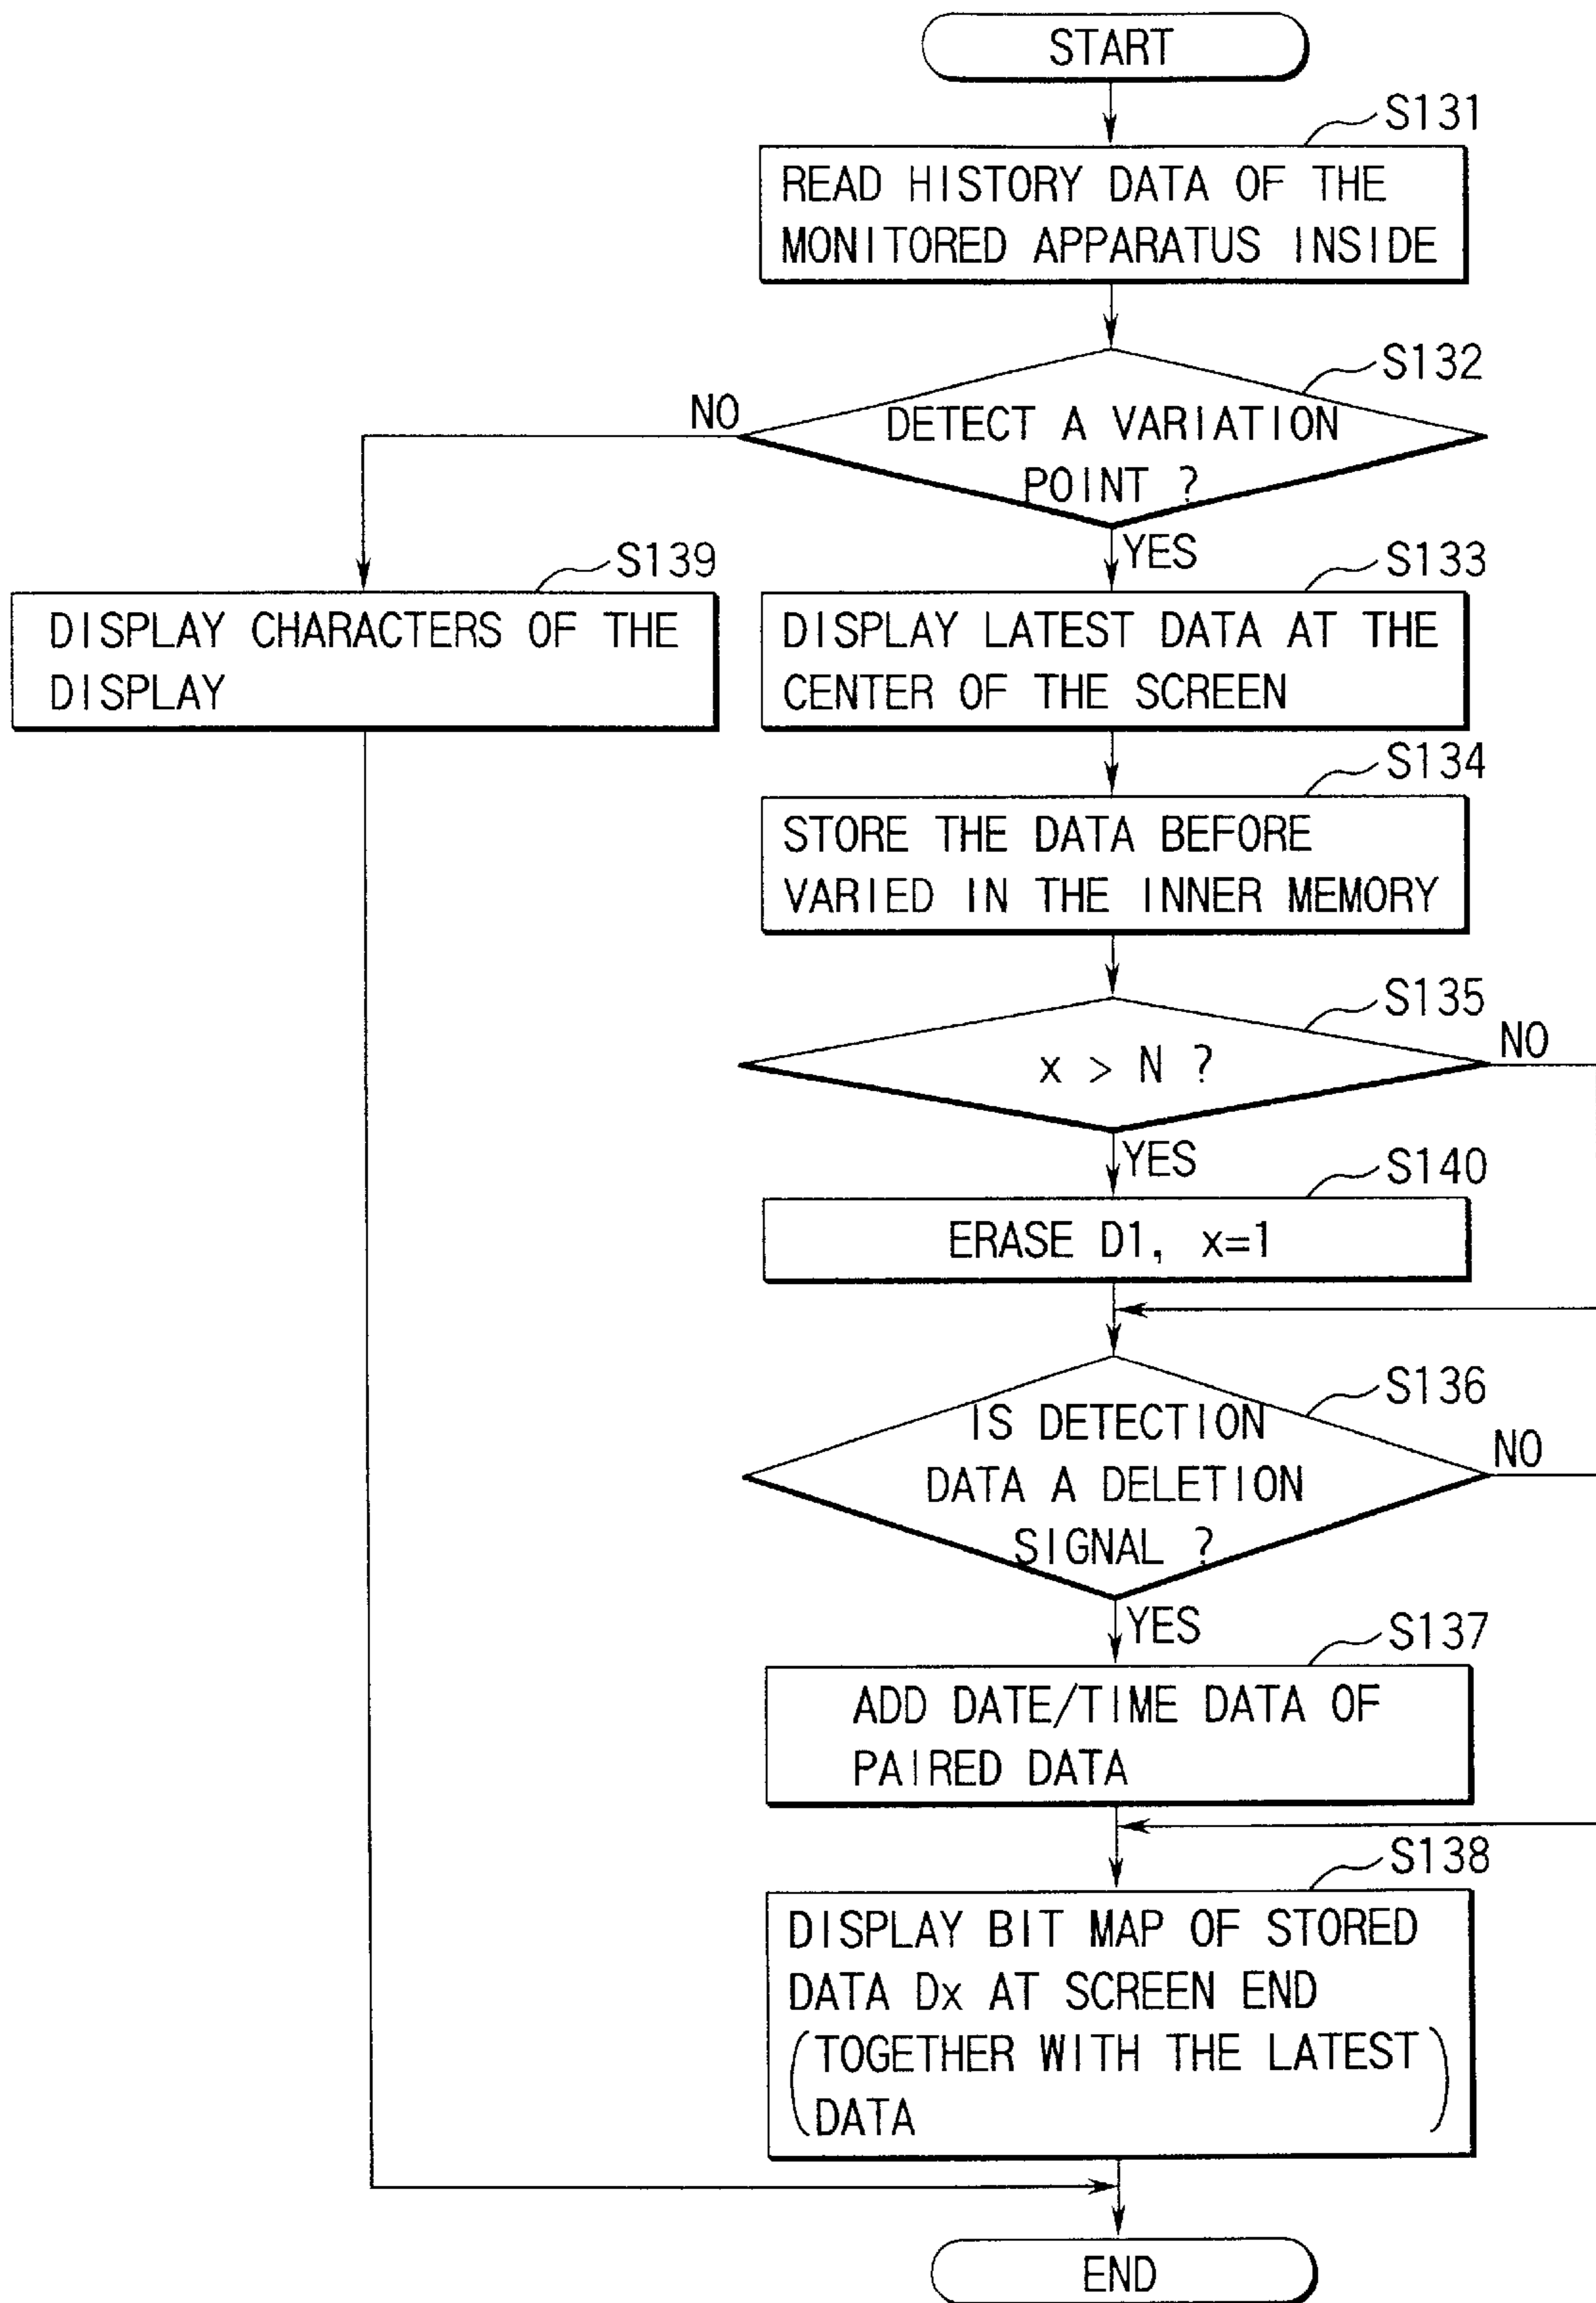 START
S131
READ HISTORY DATA OF THE
MONITORED APPARATUS INSIDE
S132
NO
DETECT A VARIATION
POINT ?
YES
S139
DISPLAY CHARACTERS OF THE
DISPLAY
S133
DISPLAY LATEST DATA AT THE
CENTER OF THE SCREEN
S134
STORE THE DATA BEFORE
VARIED IN THE INNER MEMORY
S135
NO
x > N ?
YES
S140
ERASE D1, x=1
S136
IS DETECTION
DATA A DELETION
SIGNAL ?
NO
YES
S137
ADD DATE/TIME DATA OF
PAIRED DATA
S138
DISPLAY BIT MAP OF STORED
DATA Dx AT SCREEN END
(TOGETHER WITH THE LATEST
DATA)
END